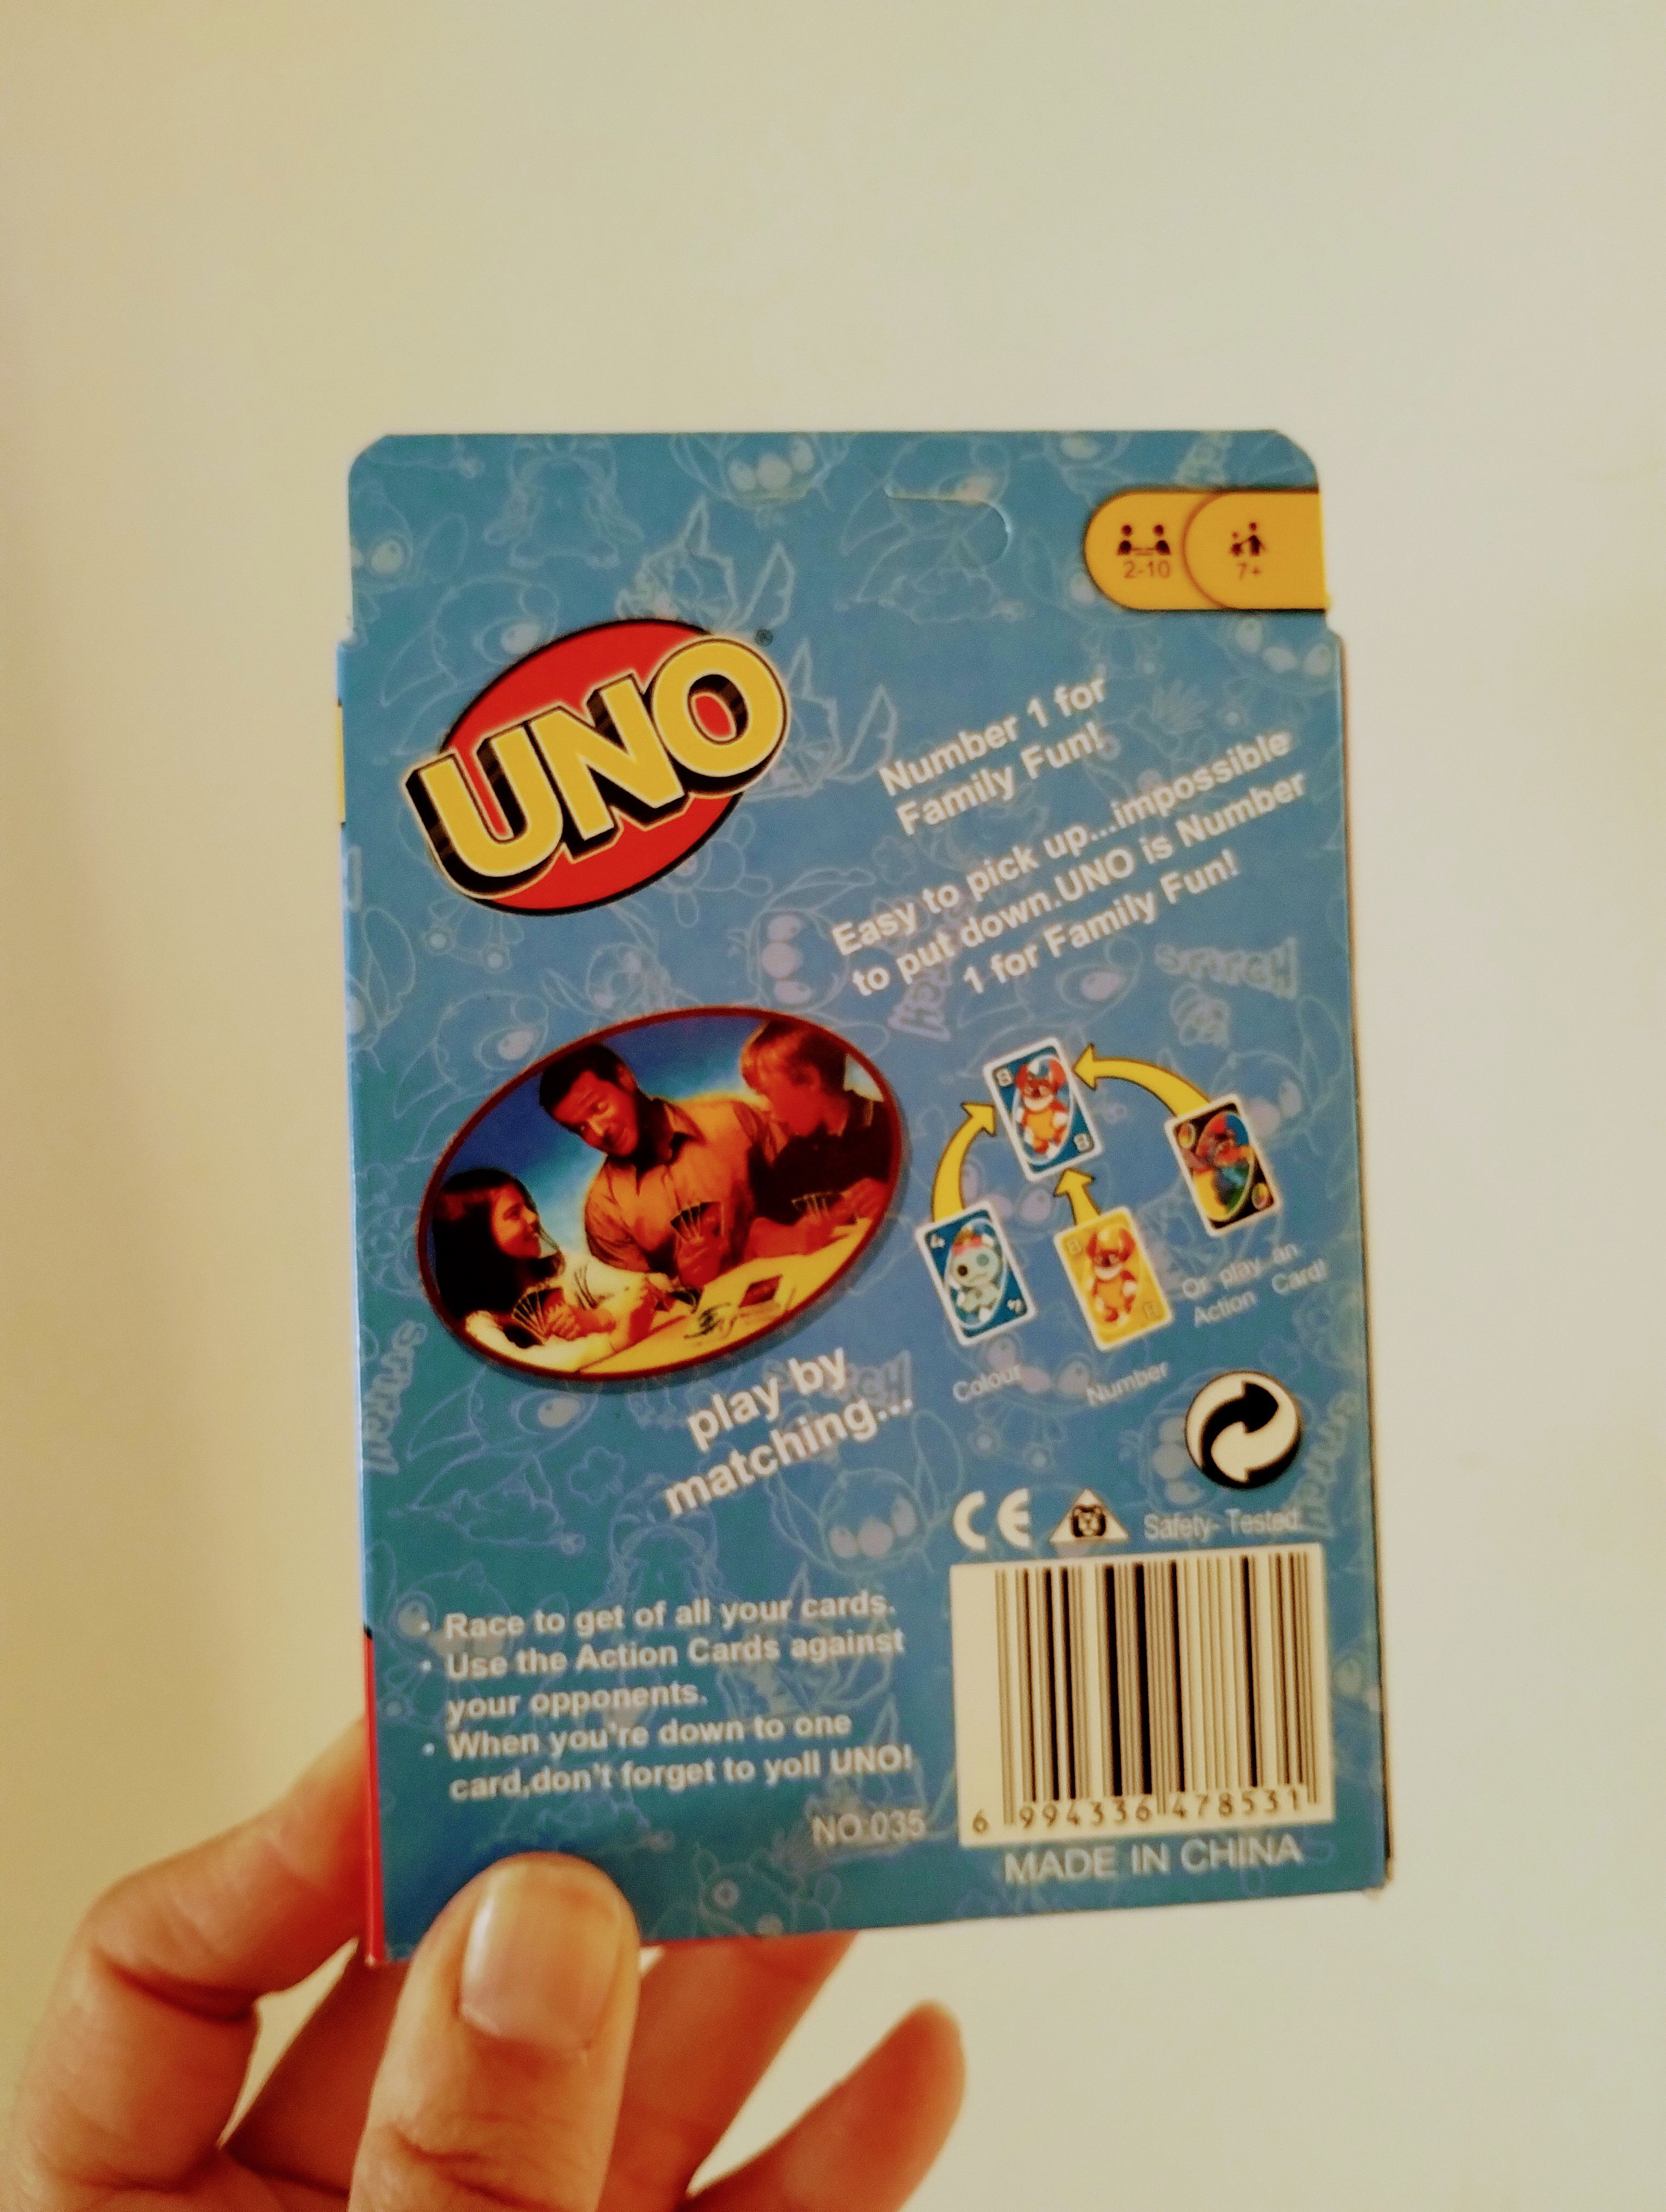 2-10
7+
UNO®
Number 1 for
Family Fun!
Easy to pick up...impossible
to put down.UNO is Number
1 for Family Fun!
Or play an
Action Card!
Colour
Number
play by
matching...
CE
Safety-Tested
• Race to get of all your cards.
• Use the Action Cards against
your opponents.
• When you're down to one
card,don't forget to yoll UNO!
NO:035
6 994336 478531
MADE IN CHINA
STITCH
STITCH
STITCH